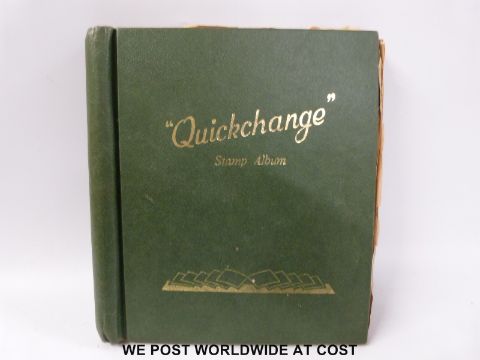 "Quickchange"
Stamp Album
WE POST WORLDWIDE AT COST